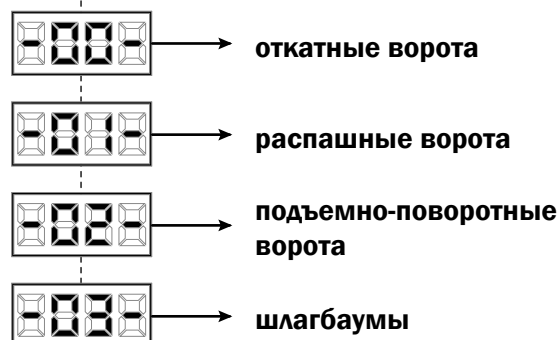 -00- откатные ворота
-01- распашные ворота
-02- подъемно-поворотные
ворота
-03- шлагбаумы